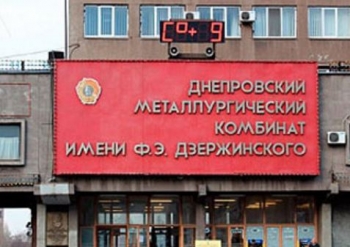 C°+ 9
ДНЕПРОВСКИЙ
МЕТАЛЛУРГИЧЕСКИЙ
КОМБИНАТ
ИМЕНИ Ф.Э. ДЗЕРЖИНСКОГО